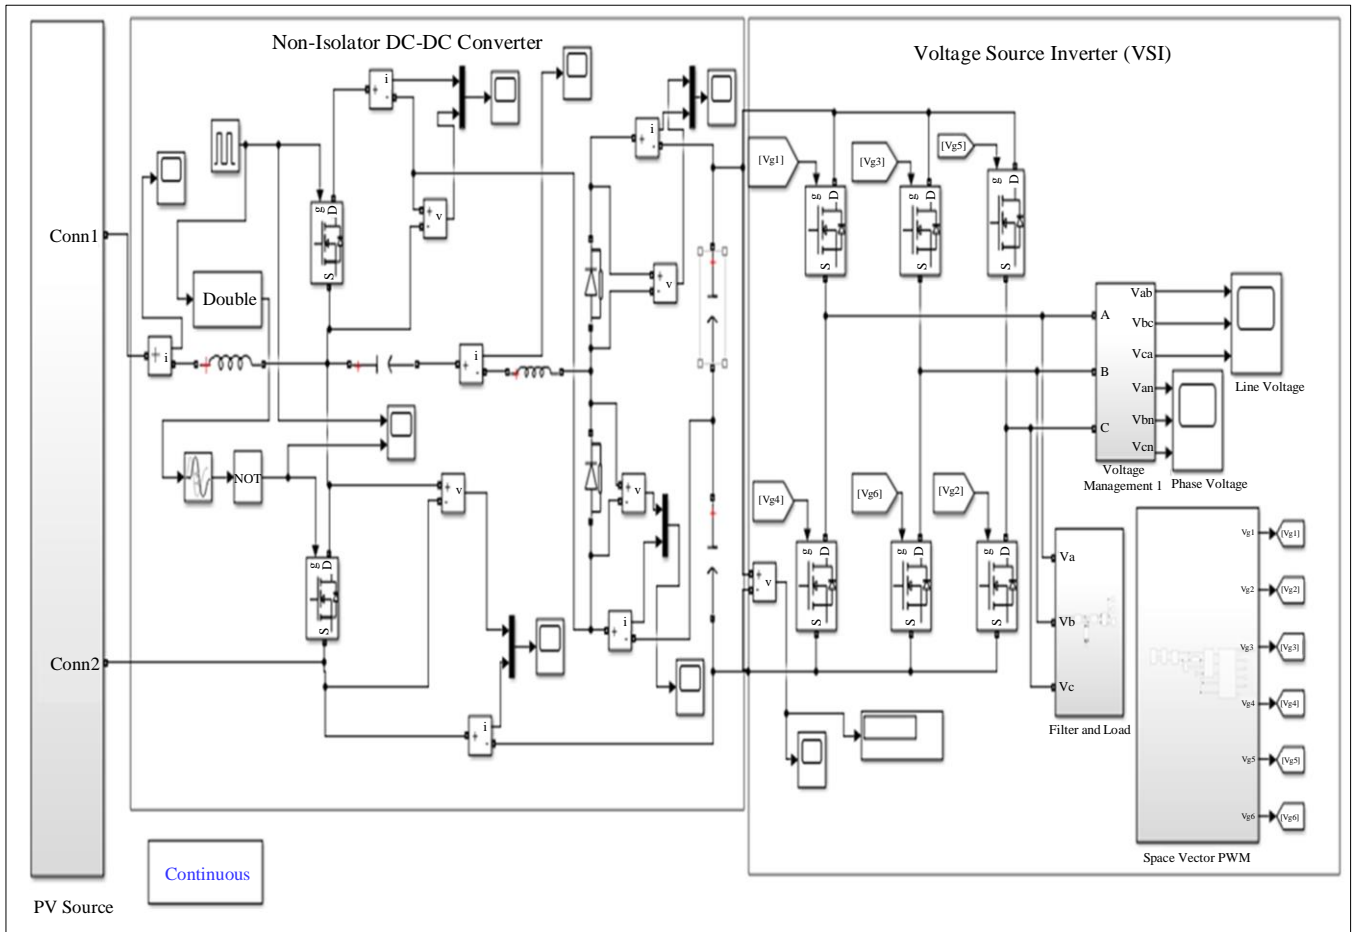 Non-Isolator DC-DC Converter
Voltage Source Inverter (VSI)
Conn1
Conn2
PV Source
Continuous
Double
NOT
i
+
-
i
+
-
v
+
-
g
D
S
+
i
+
i
-
i
+
-
v
+
-
v
+
-
g
D
S
v
+
-
i
+
-
i
+
-
[Vg1]
[Vg3]
[Vg5]
g
D
S
g
D
S
g
D
S
[Vg4]
[Vg6]
[Vg2]
g
D
S
g
D
S
g
D
S
v
+
-
A
B
C
Vab
Vbc
Vca
Van
Vbn
Vcn
Voltage
Management 1
Line Voltage
Phase Voltage
Va
Vb
Vc
Filter and Load
Vg1
[Vg1]
Vg2
[Vg2]
Vg3
[Vg3]
Vg4
[Vg4]
Vg5
[Vg5]
Vg6
[Vg6]
Space Vector PWM